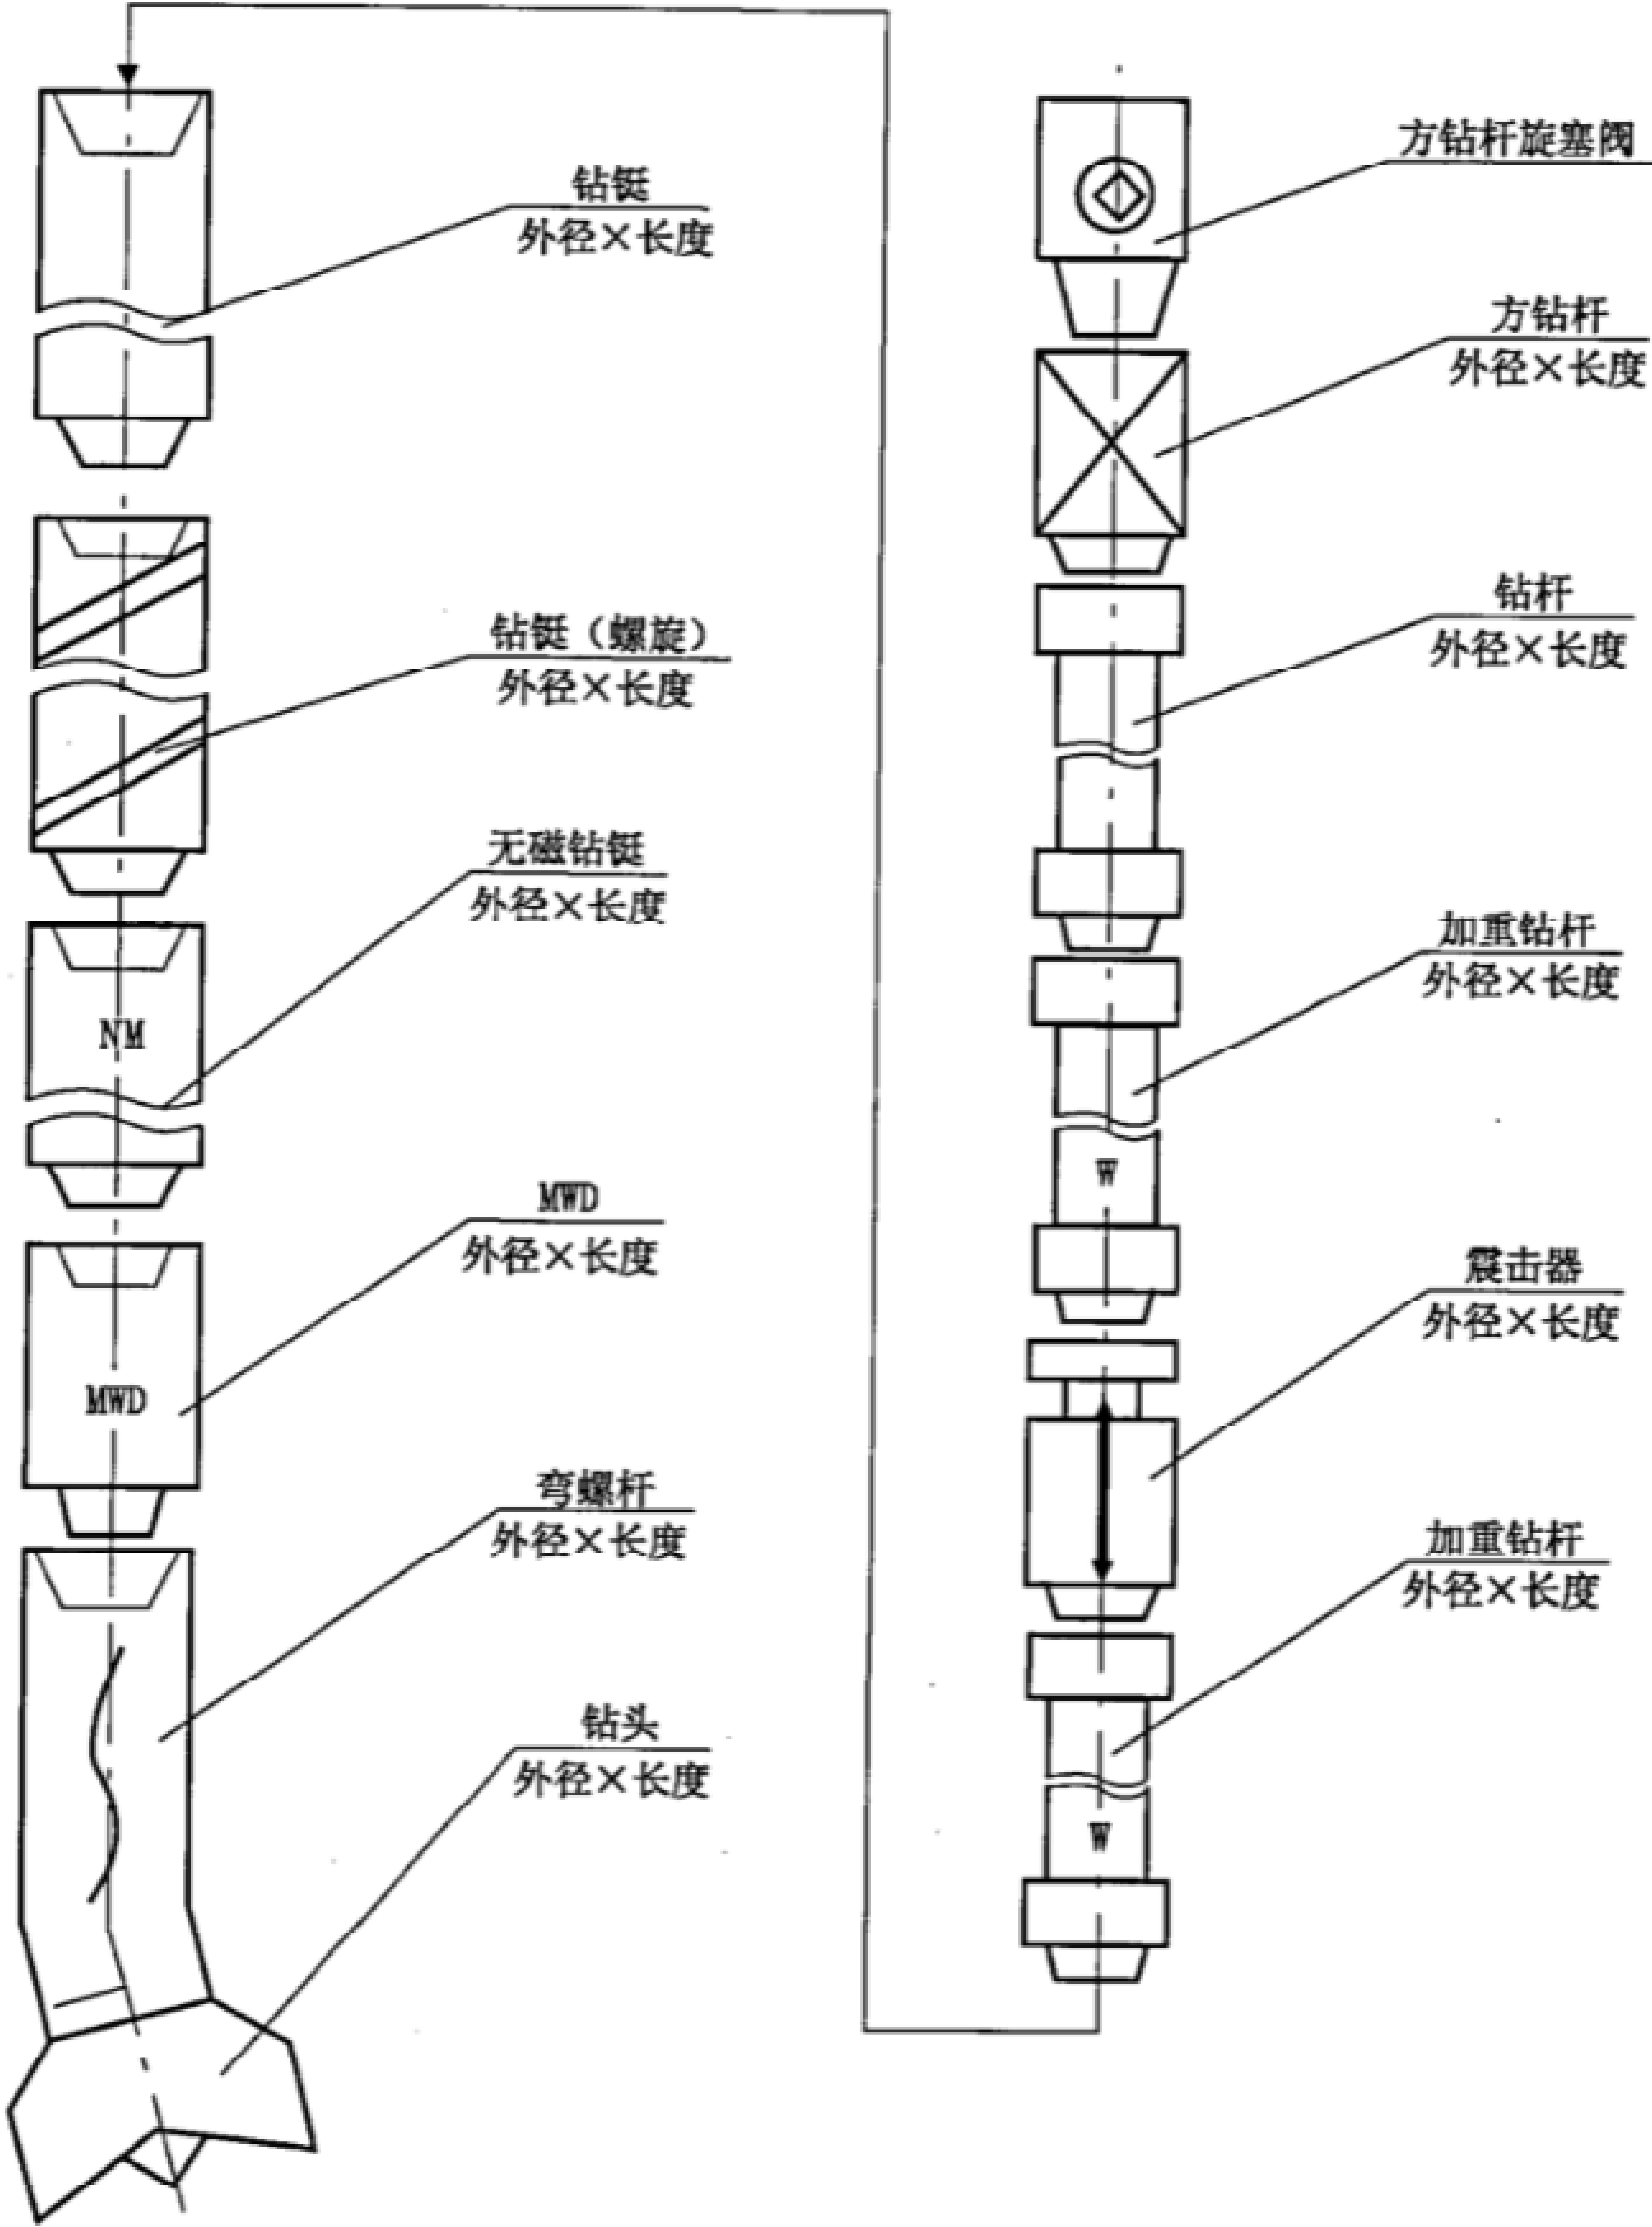 钻铤
外径×长度
钻铤（螺旋）
外径×长度
无磁钻铤
外径×长度
NM
MWD
外径×长度
MWD
弯螺杆
外径×长度
钻头
外径×长度
方钻杆旋塞阀
方钻杆
外径×长度
钻杆
外径×长度
加重钻杆
外径×长度
W
震击器
外径×长度
加重钻杆
外径×长度
W